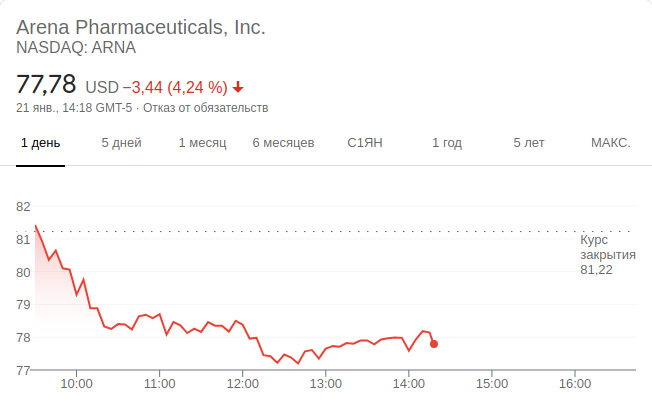 Arena Pharmaceuticals, Inc.
NASDAQ: ARNA
77,78 USD −3,44 (4,24 %)
21 янв., 14:18 GMT-5 · Отказ от обязательств
1 день 5 дней 1 месяц 6 месяцев С1ЯН 1 год 5 лет МАКС.
82
81
80
79
78
77
Курс
закрытия
81,22
10:00 11:00 12:00 13:00 14:00 15:00 16:00